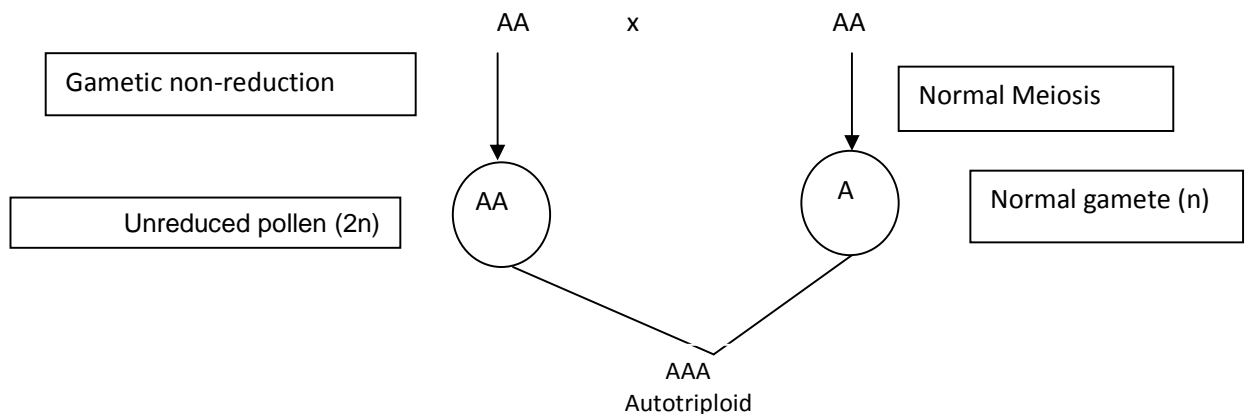 AA x AA
Gametic non-reduction
Normal Meiosis
AA
A
Unreduced pollen (2n)
Normal gamete (n)
AAA
Autotriploid